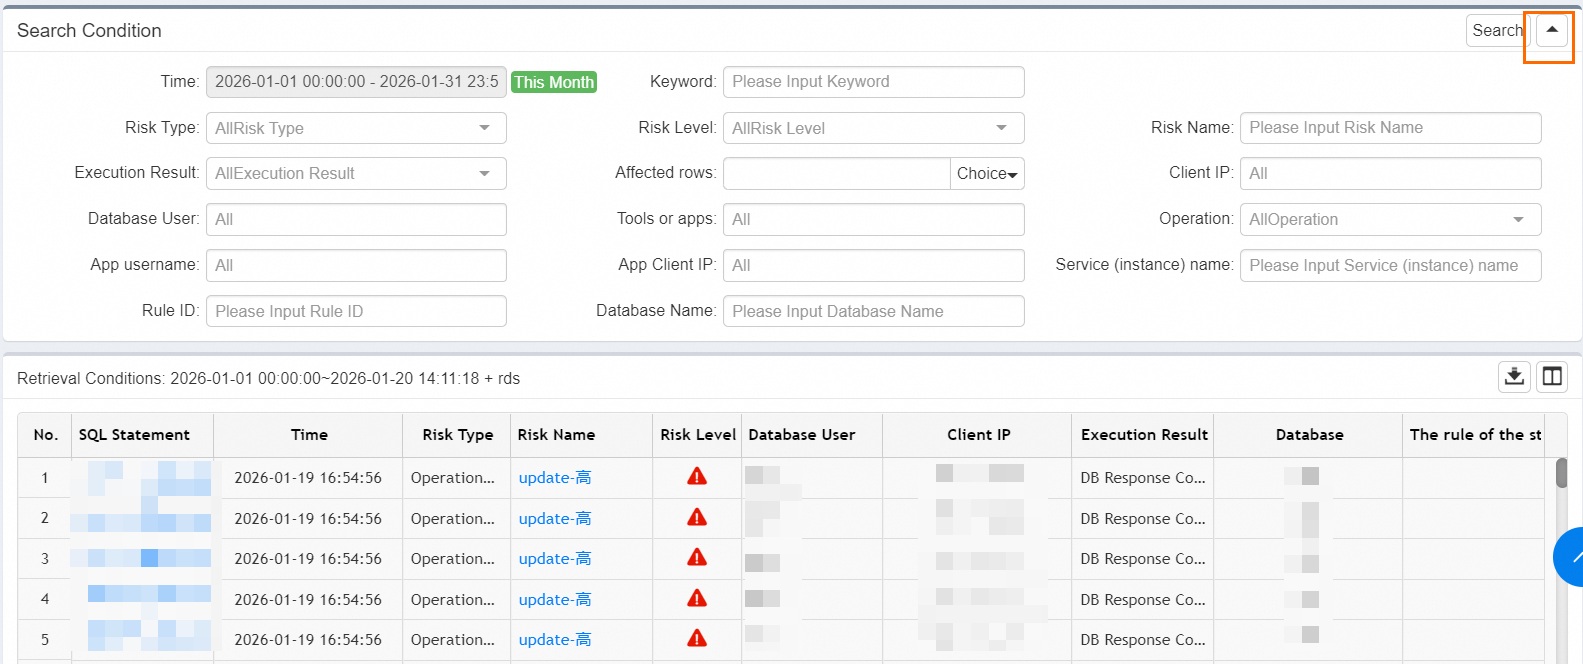 Search Condition
Search
Time: 2026-01-01 00:00:00 - 2026-01-31 23:5 This Month Keyword: Please Input Keyword
Risk Type: AllRisk Type Risk Level: AllRisk Level Risk Name: Please Input Risk Name
Execution Result: AllExecution Result Affected rows: Choice Client IP: All
Database User: All Tools or apps: All Operation: AllOperation
App username: All App Client IP: All Service (instance) name: Please Input Service (instance) name
Rule ID: Please Input Rule ID Database Name: Please Input Database Name
Retrieval Conditions: 2026-01-01 00:00:00~2026-01-20 14:11:18 + rds
No. SQL Statement Time Risk Type Risk Name Risk Level Database User Client IP Execution Result Database The rule of the st
1 2026-01-19 16:54:56 Operation... update-高 DB Response Co...
2 2026-01-19 16:54:56 Operation... update-高 DB Response Co...
3 2026-01-19 16:54:56 Operation... update-高 DB Response Co...
4 2026-01-19 16:54:56 Operation... update-高 DB Response Co...
5 2026-01-19 16:54:56 Operation... update-高 DB Response Co...